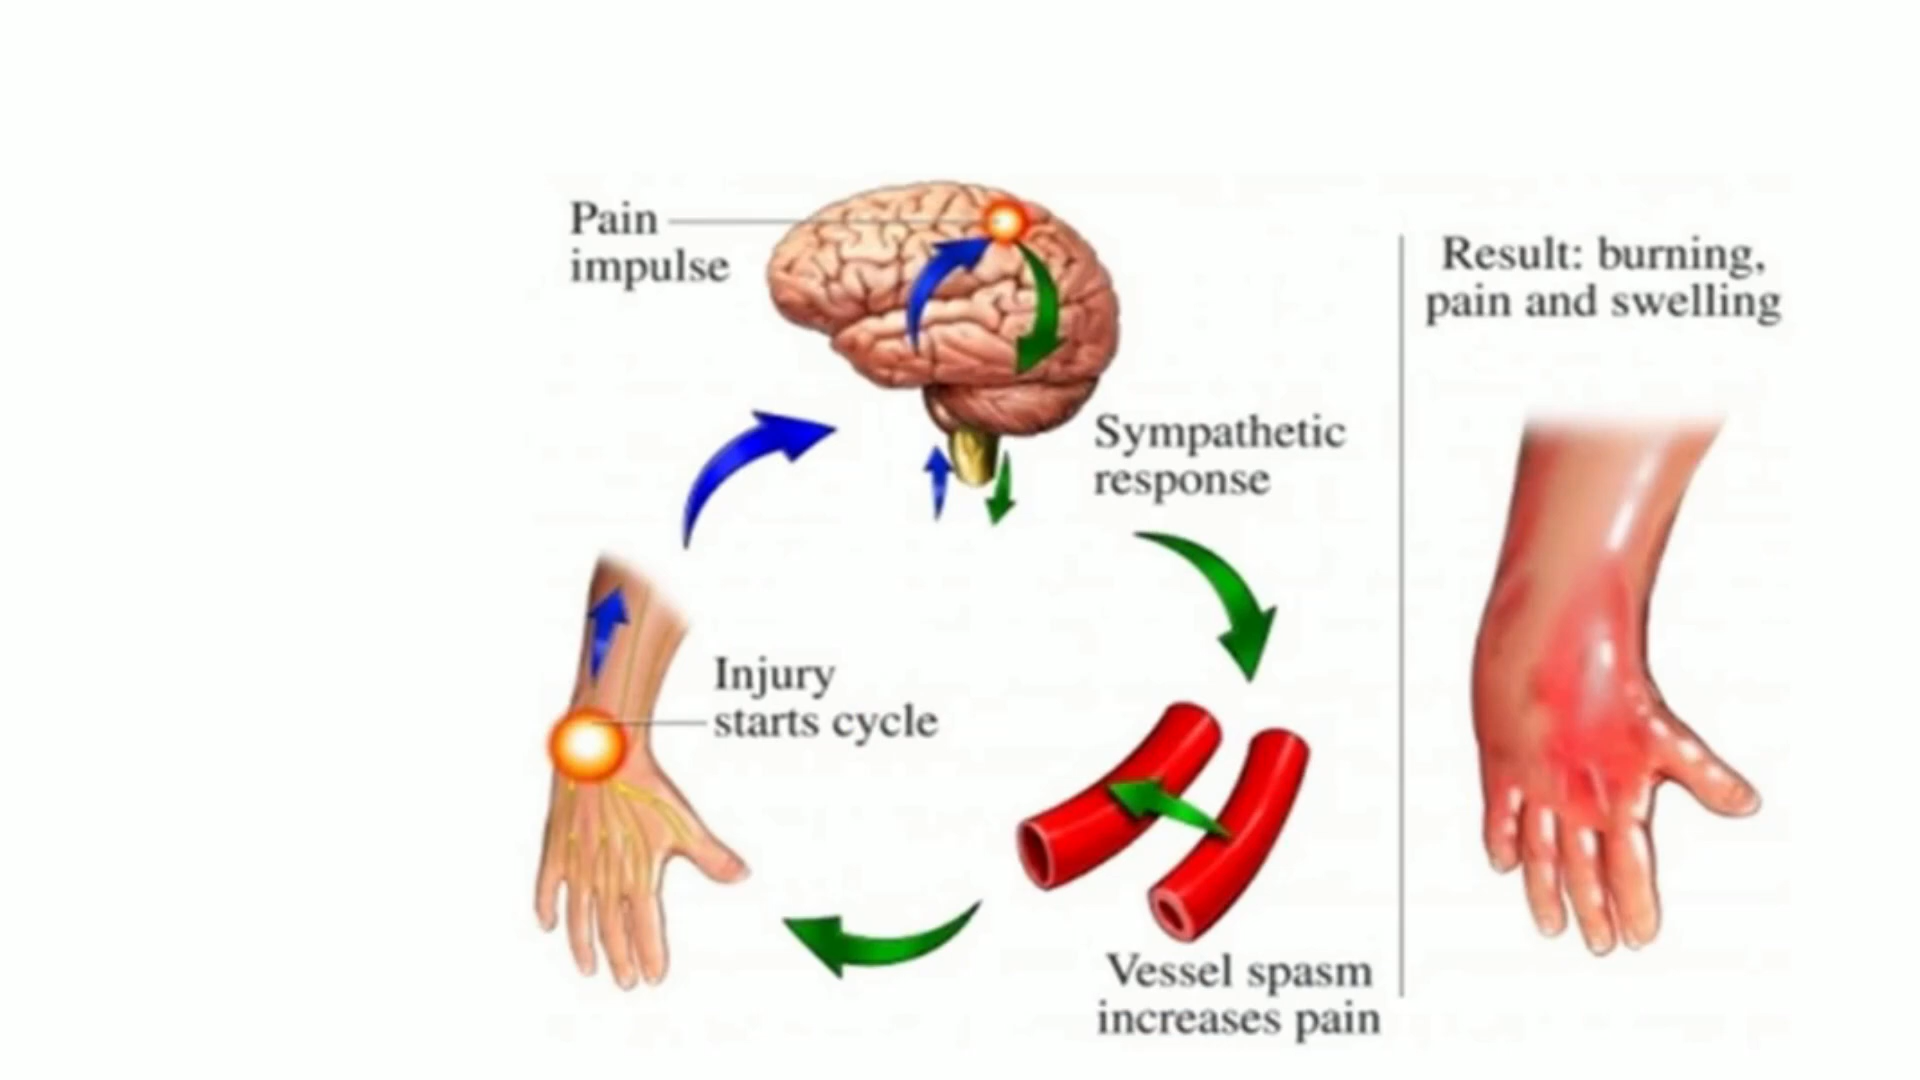 Pain
impulse
Result: burning,
pain and swelling
Sympathetic
response
Injury
starts cycle
Vessel spasm
increases pain